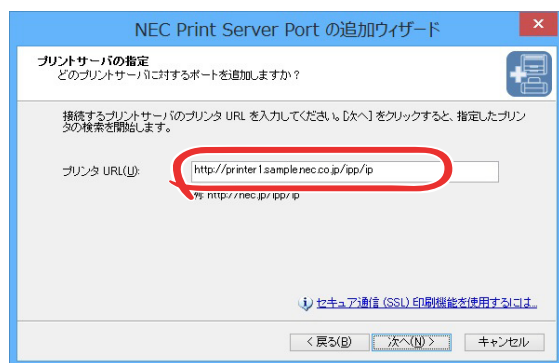 NEC Print Server Port の追加ウィザード
プリントサーバの指定
どのプリントサーバに対するポートを追加しますか？
接続するプリントサーバのプリンタ URL を入力してください。[次へ] をクリックすると、指定したプリン
タの検索を開始します。
プリンタ URL(U):
http://printer1.sample.nec.co.jp/ipp/ip
例: http://nec.jp/ipp/ip
セキュア通信 (SSL) 印刷機能を使用するには...
< 戻る(B)
次へ(N) >
キャンセル